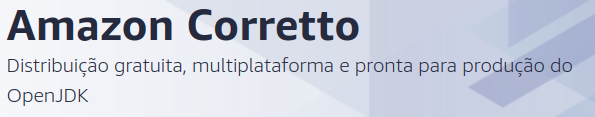 Amazon Corretto
Distribuição gratuita, multiplataforma e pronta para produção do
OpenJDK